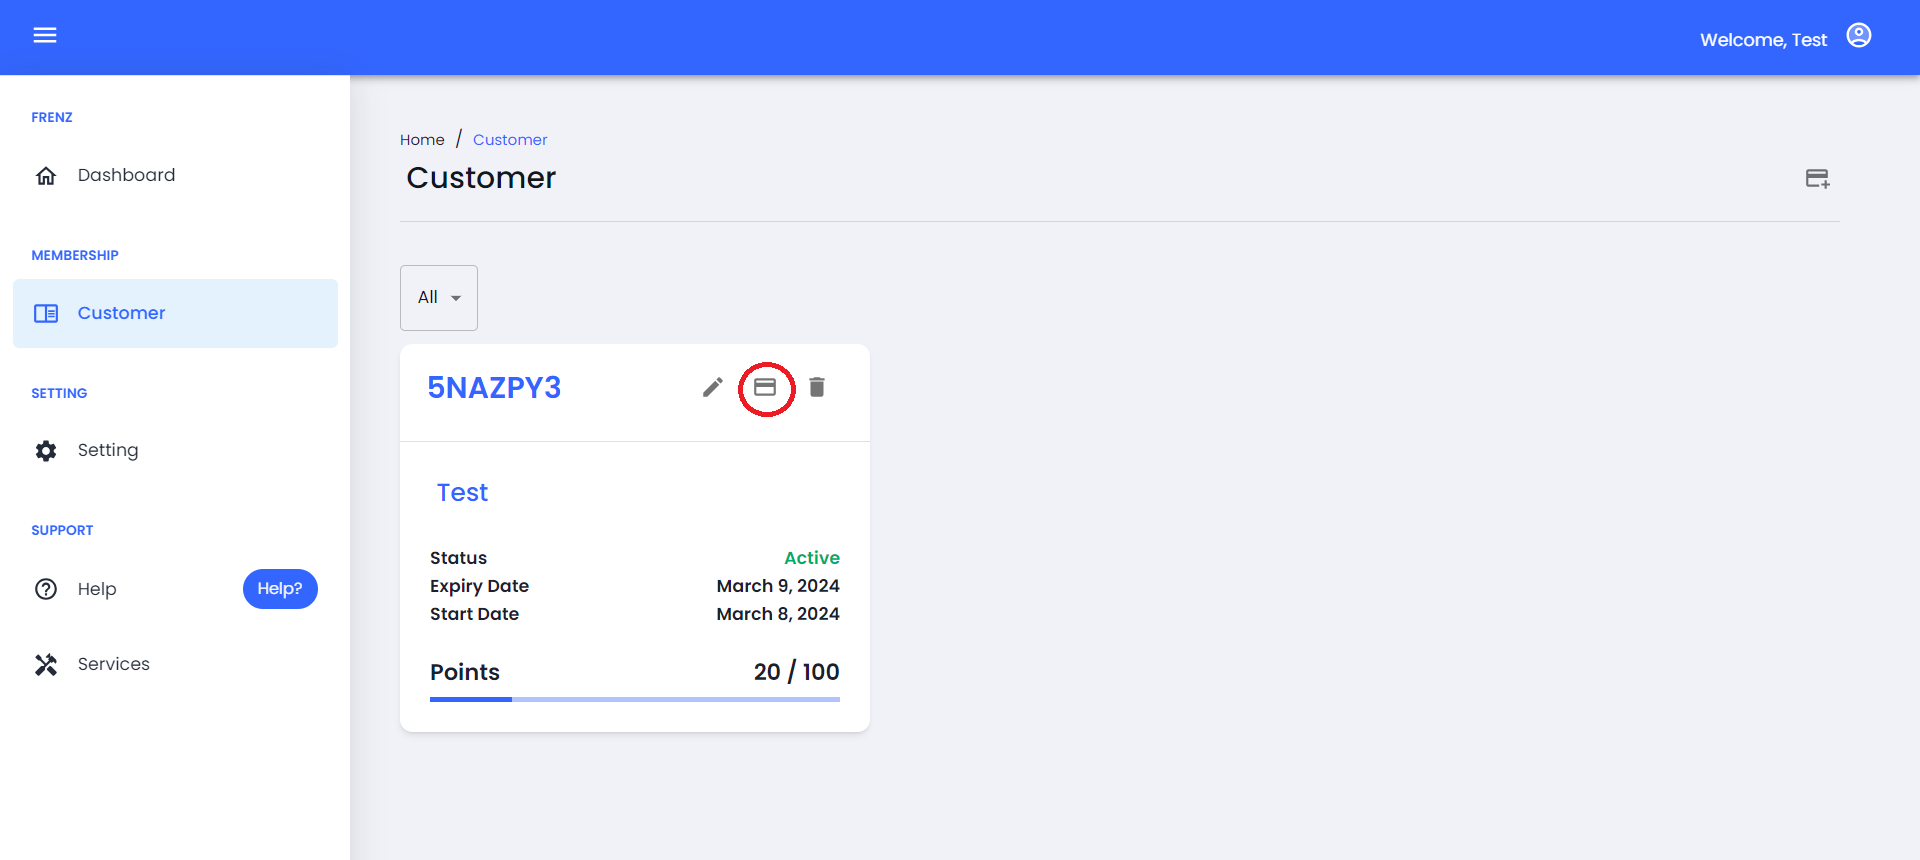 Welcome, Test
FRENZ
Dashboard
MEMBERSHIP
Customer
SETTING
Setting
SUPPORT
Help
Help?
Services
Home / Customer
Customer
All
5NAZPY3
Test
Status Active
Expiry Date March 9, 2024
Start Date March 8, 2024
Points 20 / 100